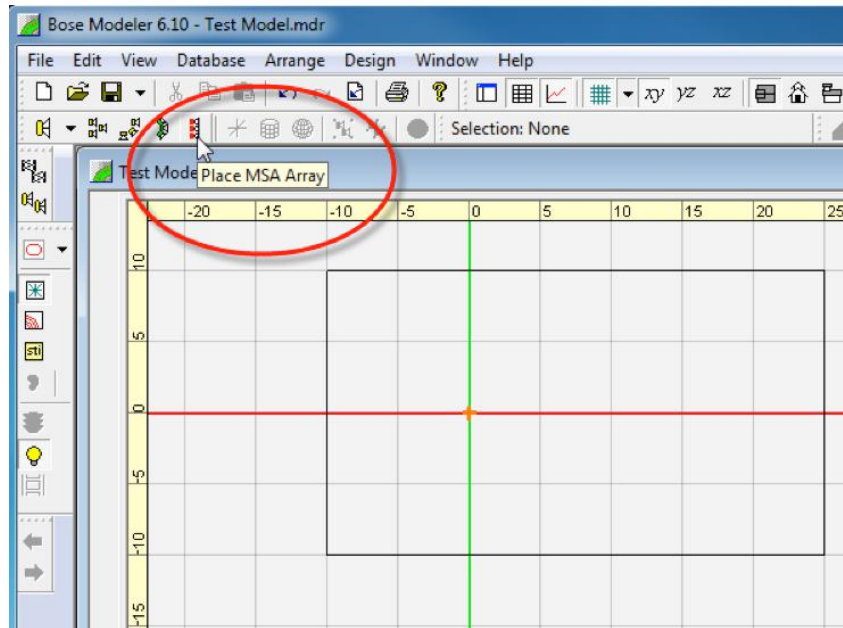 Bose Modeler 6.10 - Test Model.mdr
File Edit View Database Arrange Design Window Help
xy yz xz
Selection: None
Place MSA Array
-20 -15 -10 -5 0 5 10 15 20 25
10
5
0
-5
-10
-15
sti